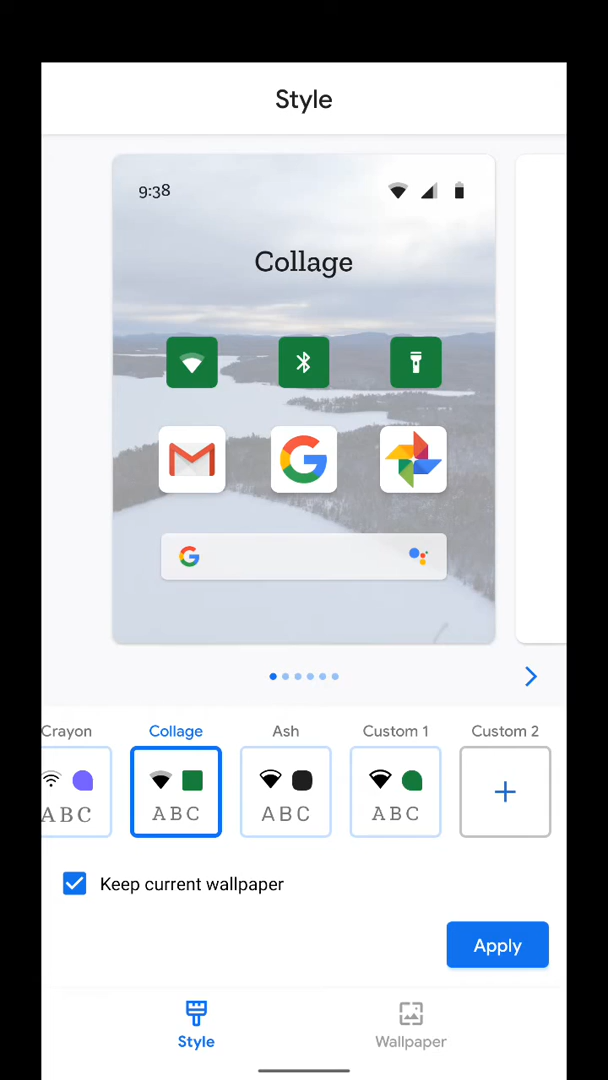 Style
9:38
Collage
Crayon
Collage
Ash
Custom 1
Custom 2
ABC
ABC
ABC
ABC
Keep current wallpaper
Apply
Style
Wallpaper